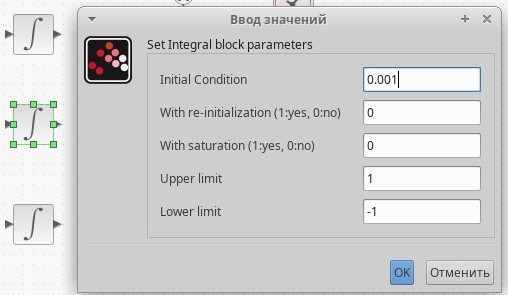 Ввод значений
Set Integral block parameters
Initial Condition 0.001
With re-initialization (1:yes, 0:no) 0
With saturation (1:yes, 0:no) 0
Upper limit 1
Lower limit -1
OK Отменить